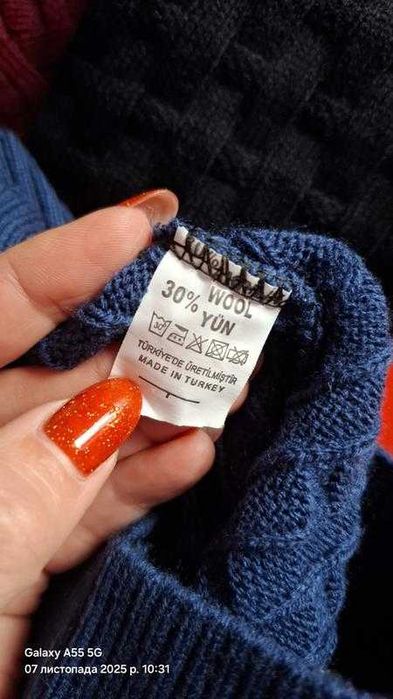 WOOL
30% YÜN
30°
TÜRKİYE'DE ÜRETİLMİŞTİR
MADE IN TURKEY
Galaxy A55 5G
07 листопада 2025 р. 10:31